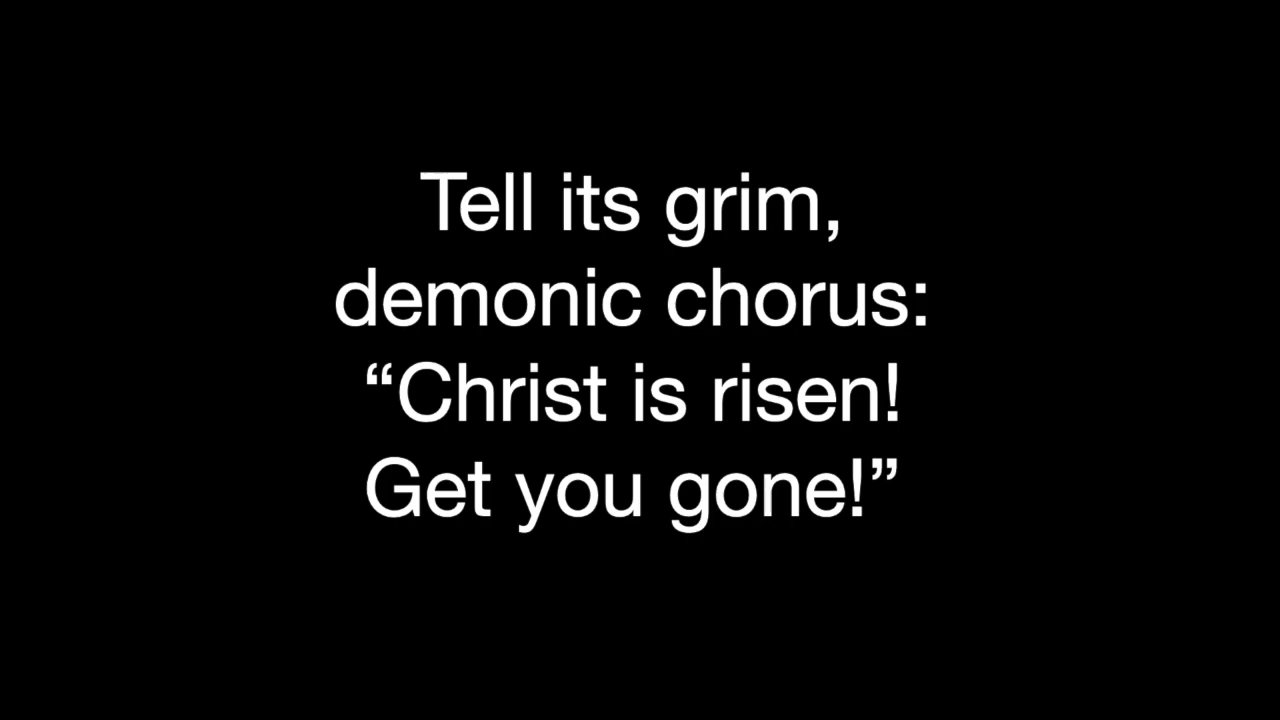 Tell its grim,
demonic chorus:
“Christ is risen!
Get you gone!”